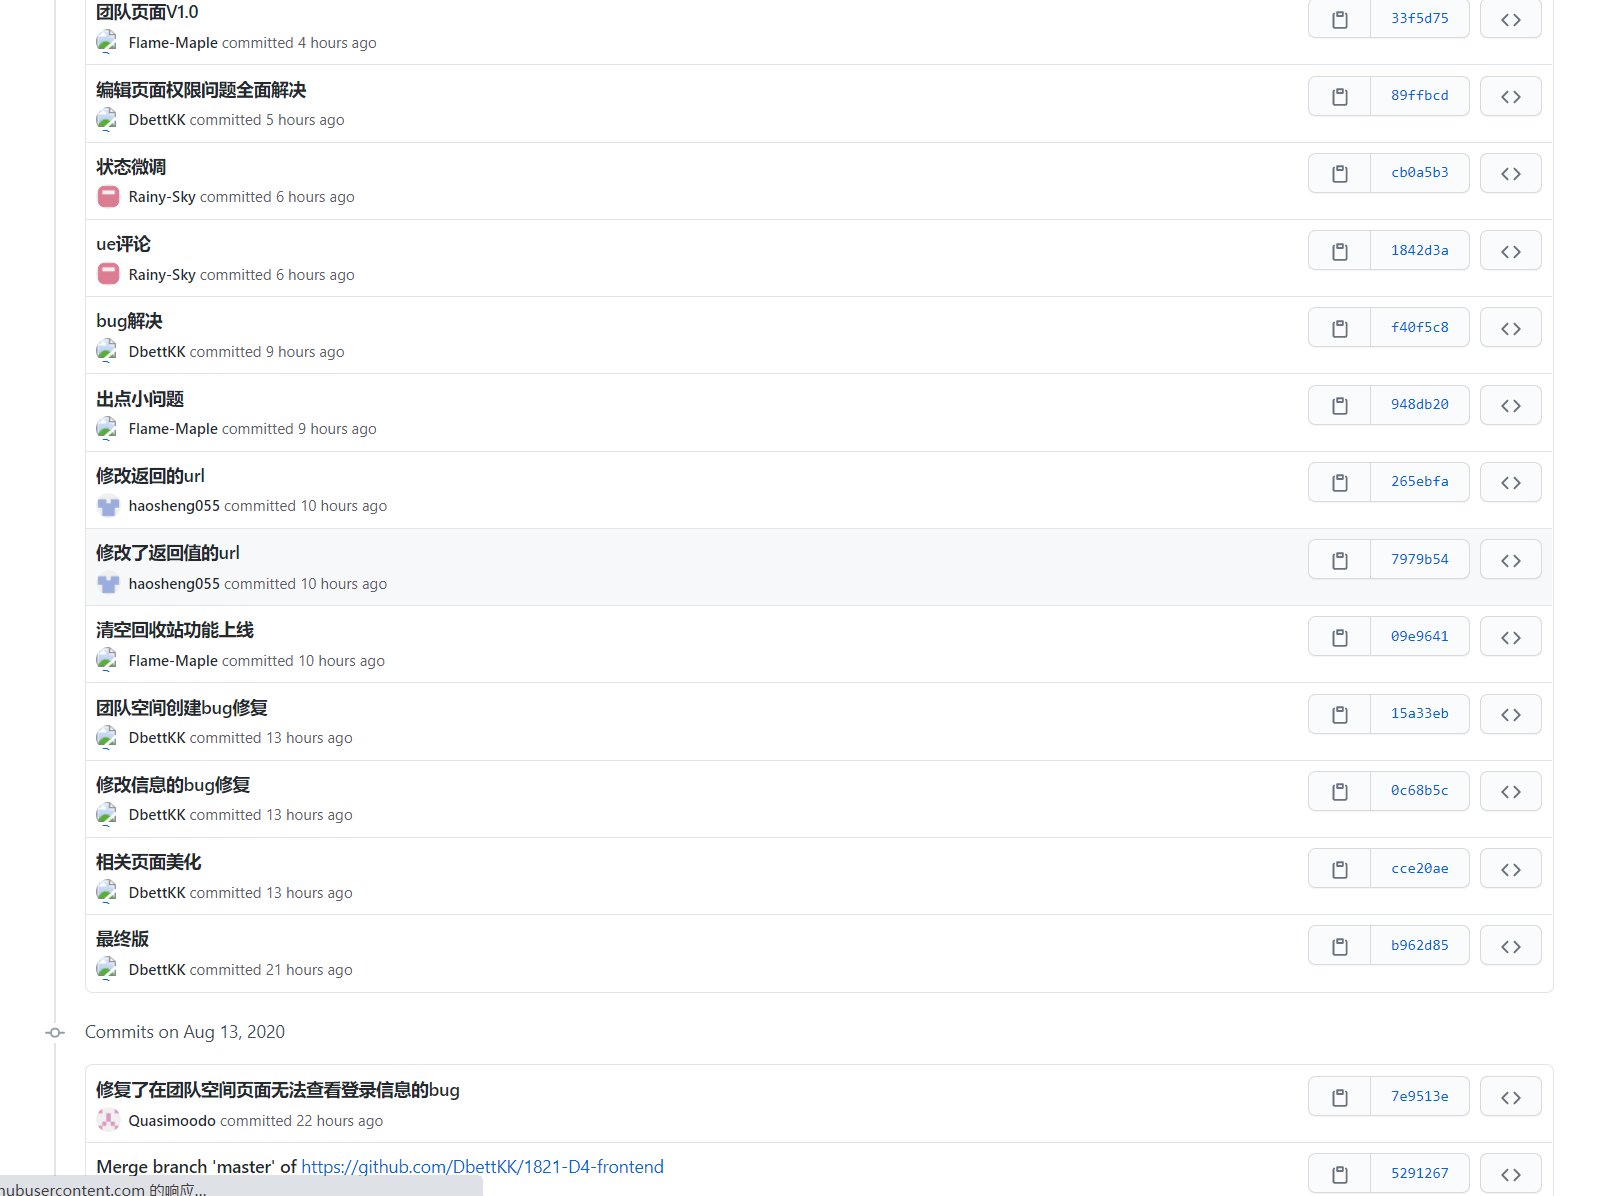 团队页面V1.0
33f5d75
Flame-Maple committed 4 hours ago
编辑页面权限问题全面解决
89ffbcd
DbettKK committed 5 hours ago
状态微调
cb0a5b3
Rainy-Sky committed 6 hours ago
ue评论
1842d3a
Rainy-Sky committed 6 hours ago
bug解决
f40f5c8
DbettKK committed 9 hours ago
出点小问题
948db20
Flame-Maple committed 9 hours ago
修改返回的url
265ebfa
haosheng055 committed 10 hours ago
修改了返回值的url
7979b54
haosheng055 committed 10 hours ago
清空回收站功能上线
09e9641
Flame-Maple committed 10 hours ago
团队空间创建bug修复
15a33eb
DbettKK committed 13 hours ago
修改信息的bug修复
0c68b5c
DbettKK committed 13 hours ago
相关页面美化
cce20ae
DbettKK committed 13 hours ago
最终版
b962d85
DbettKK committed 21 hours ago
Commits on Aug 13, 2020
修复了在团队空间页面无法查看登录信息的bug
7e9513e
Quasimoodo committed 22 hours ago
Merge branch 'master' of https://github.com/DbettKK/1821-D4-frontend
5291267
hubusercontent.com 的响应...